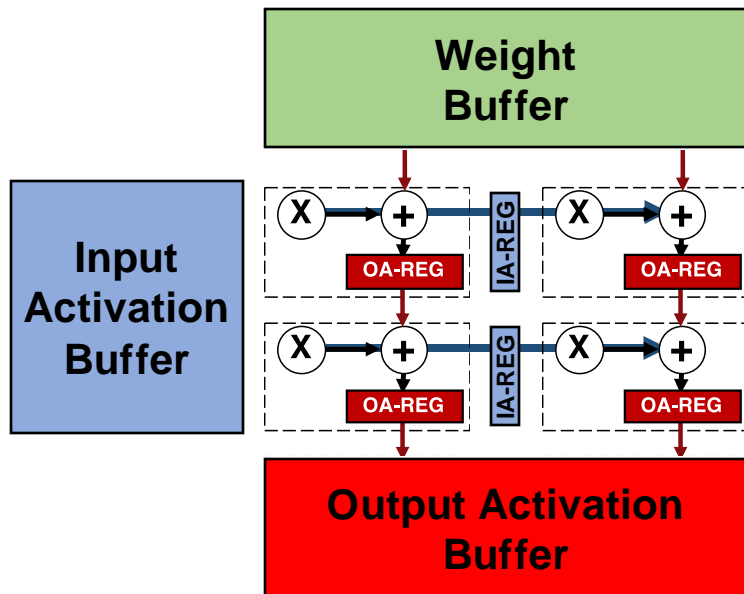 Weight
Buffer
Input
Activation
Buffer
X
+
IA-REG
X
+
OA-REG
OA-REG
X
+
IA-REG
X
+
OA-REG
OA-REG
Output Activation
Buffer